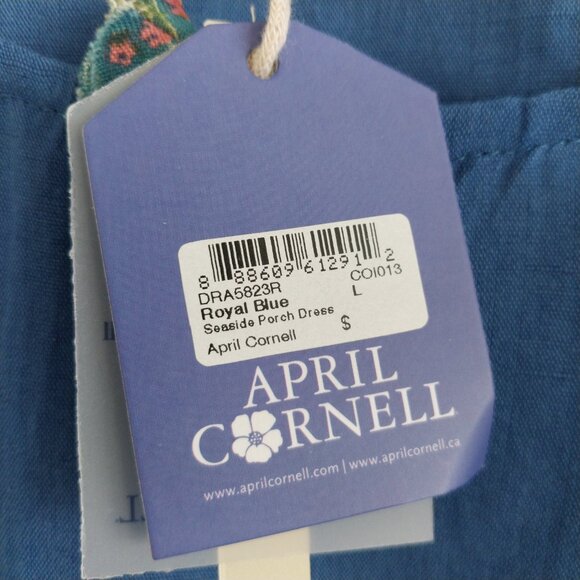 8 88609 61291 2
DRA5823R COI013
Royal Blue L
Seaside Porch Dress
April Cornell $
APRIL
CORNELL
www.aprilcornell.com | www.aprilcornell.ca